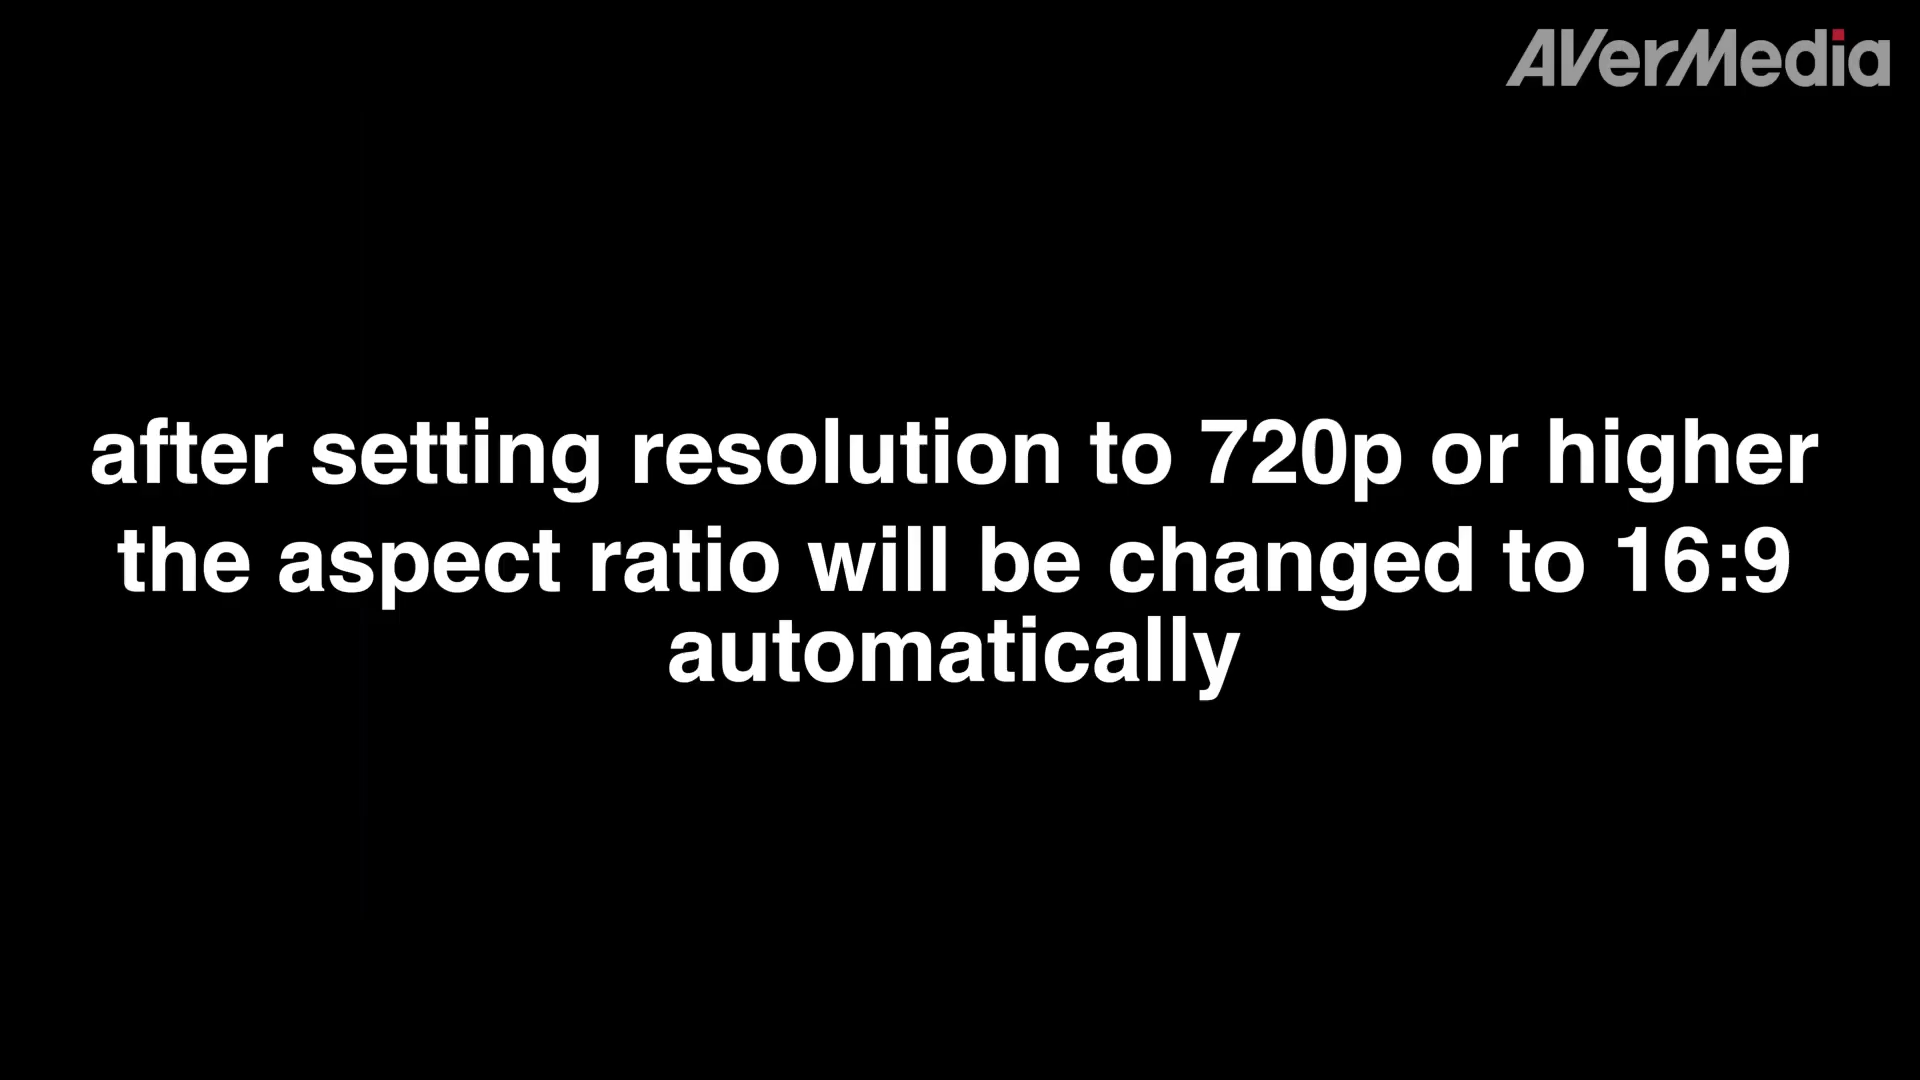 AVerMedia
after setting resolution to 720p or higher
the aspect ratio will be changed to 16:9
automatically